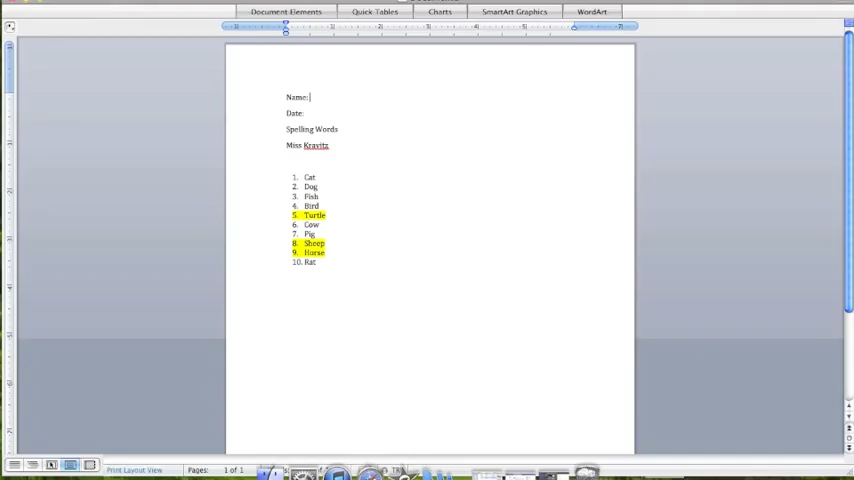 Document Elements Quick Tables Charts SmartArt Graphics WordArt
Name:
Date:
Spelling Words
Miss Kravitz
1. Cat
2. Dog
3. Fish
4. Bird
5. Turtle
6. Cow
7. Pig
8. Sheep
9. Horse
10. Rat
Print Layout View Pages: 1 of 1